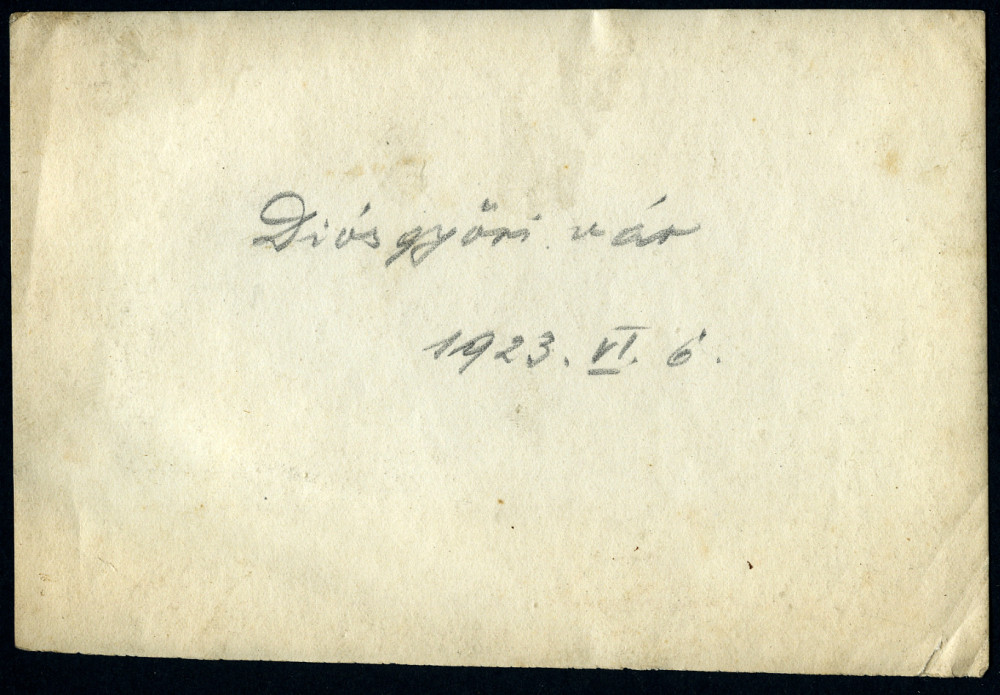 Diósgyőri vár
1923. VI. 6.